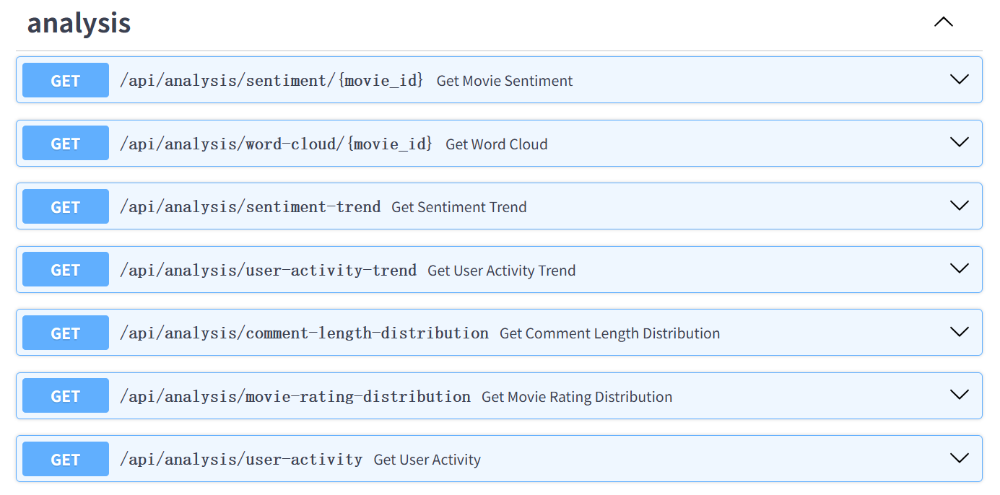 analysis
GET /api/analysis/sentiment/{movie_id} Get Movie Sentiment
GET /api/analysis/word-cloud/{movie_id} Get Word Cloud
GET /api/analysis/sentiment-trend Get Sentiment Trend
GET /api/analysis/user-activity-trend Get User Activity Trend
GET /api/analysis/comment-length-distribution Get Comment Length Distribution
GET /api/analysis/movie-rating-distribution Get Movie Rating Distribution
GET /api/analysis/user-activity Get User Activity